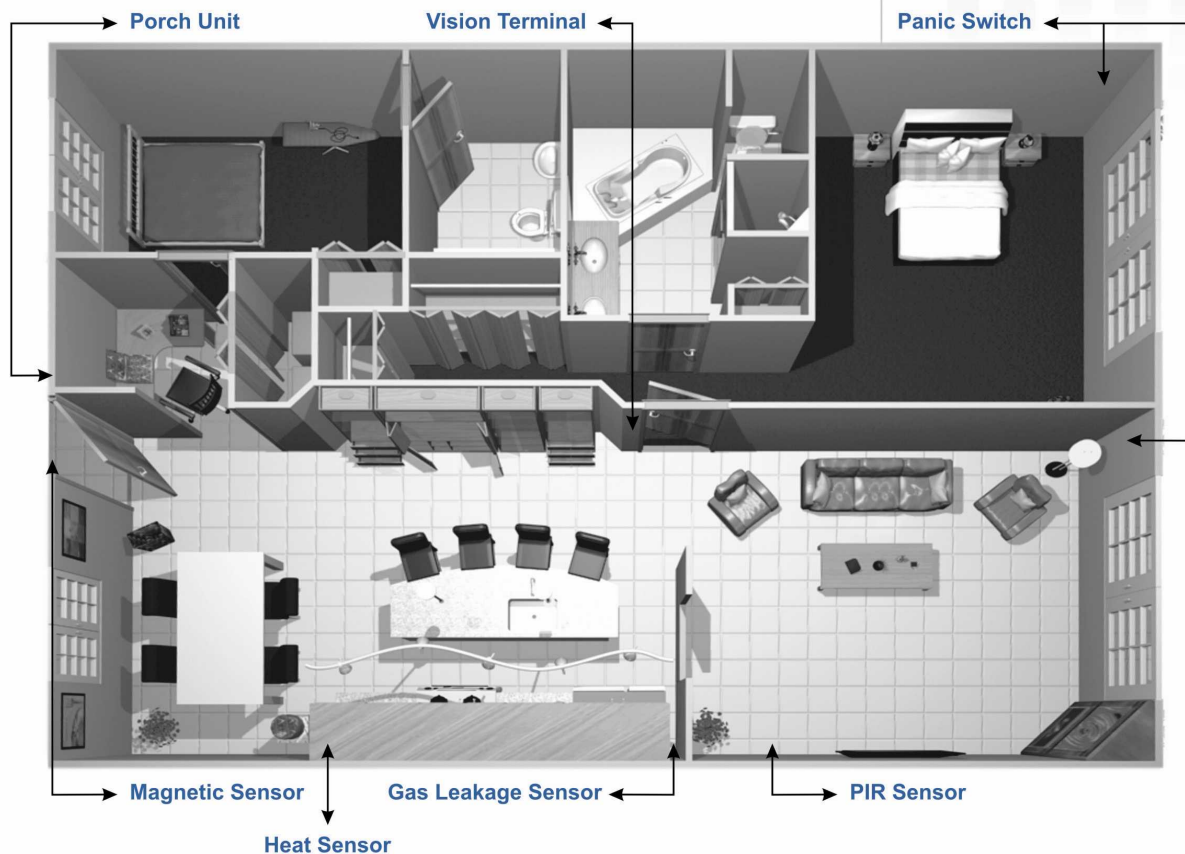 Porch Unit
Vision Terminal
Panic Switch
Magnetic Sensor
Gas Leakage Sensor
PIR Sensor
Heat Sensor